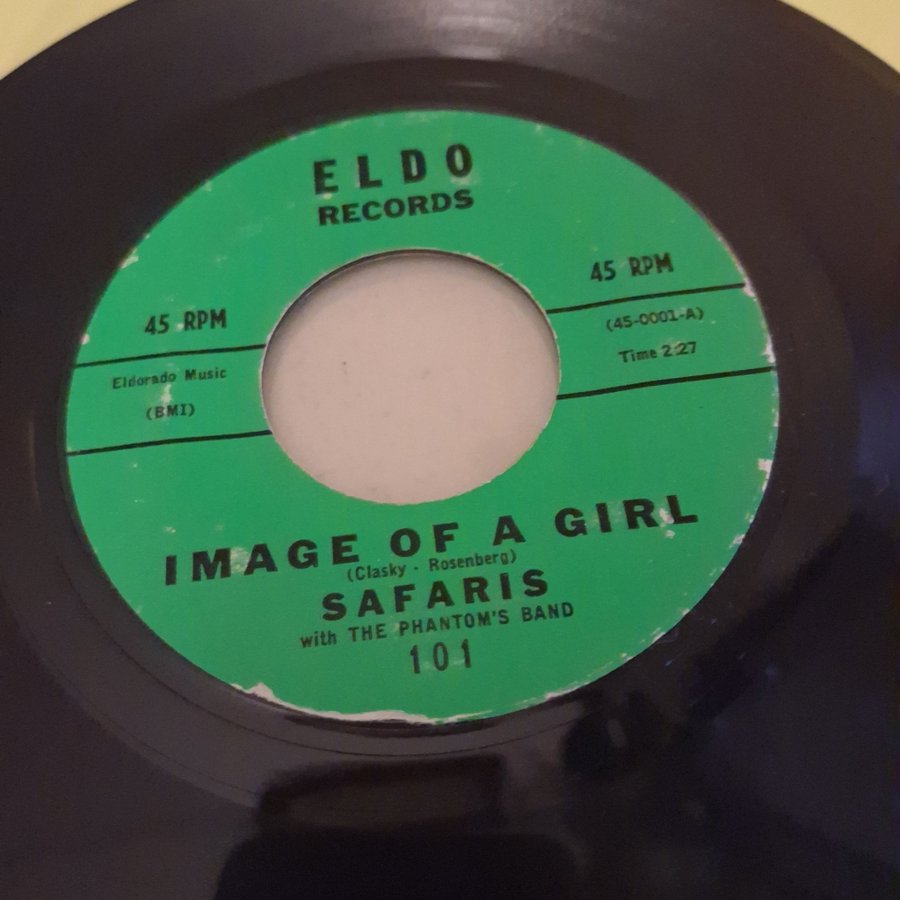 ELDO
RECORDS
45 RPM
45 RPM
Eldorado Music
(BMI)
(45-0001-A)
Time 2:27
IMAGE OF A GIRL
(Clasky - Rosenberg)
SAFARIS
with THE PHANTOM'S BAND
101